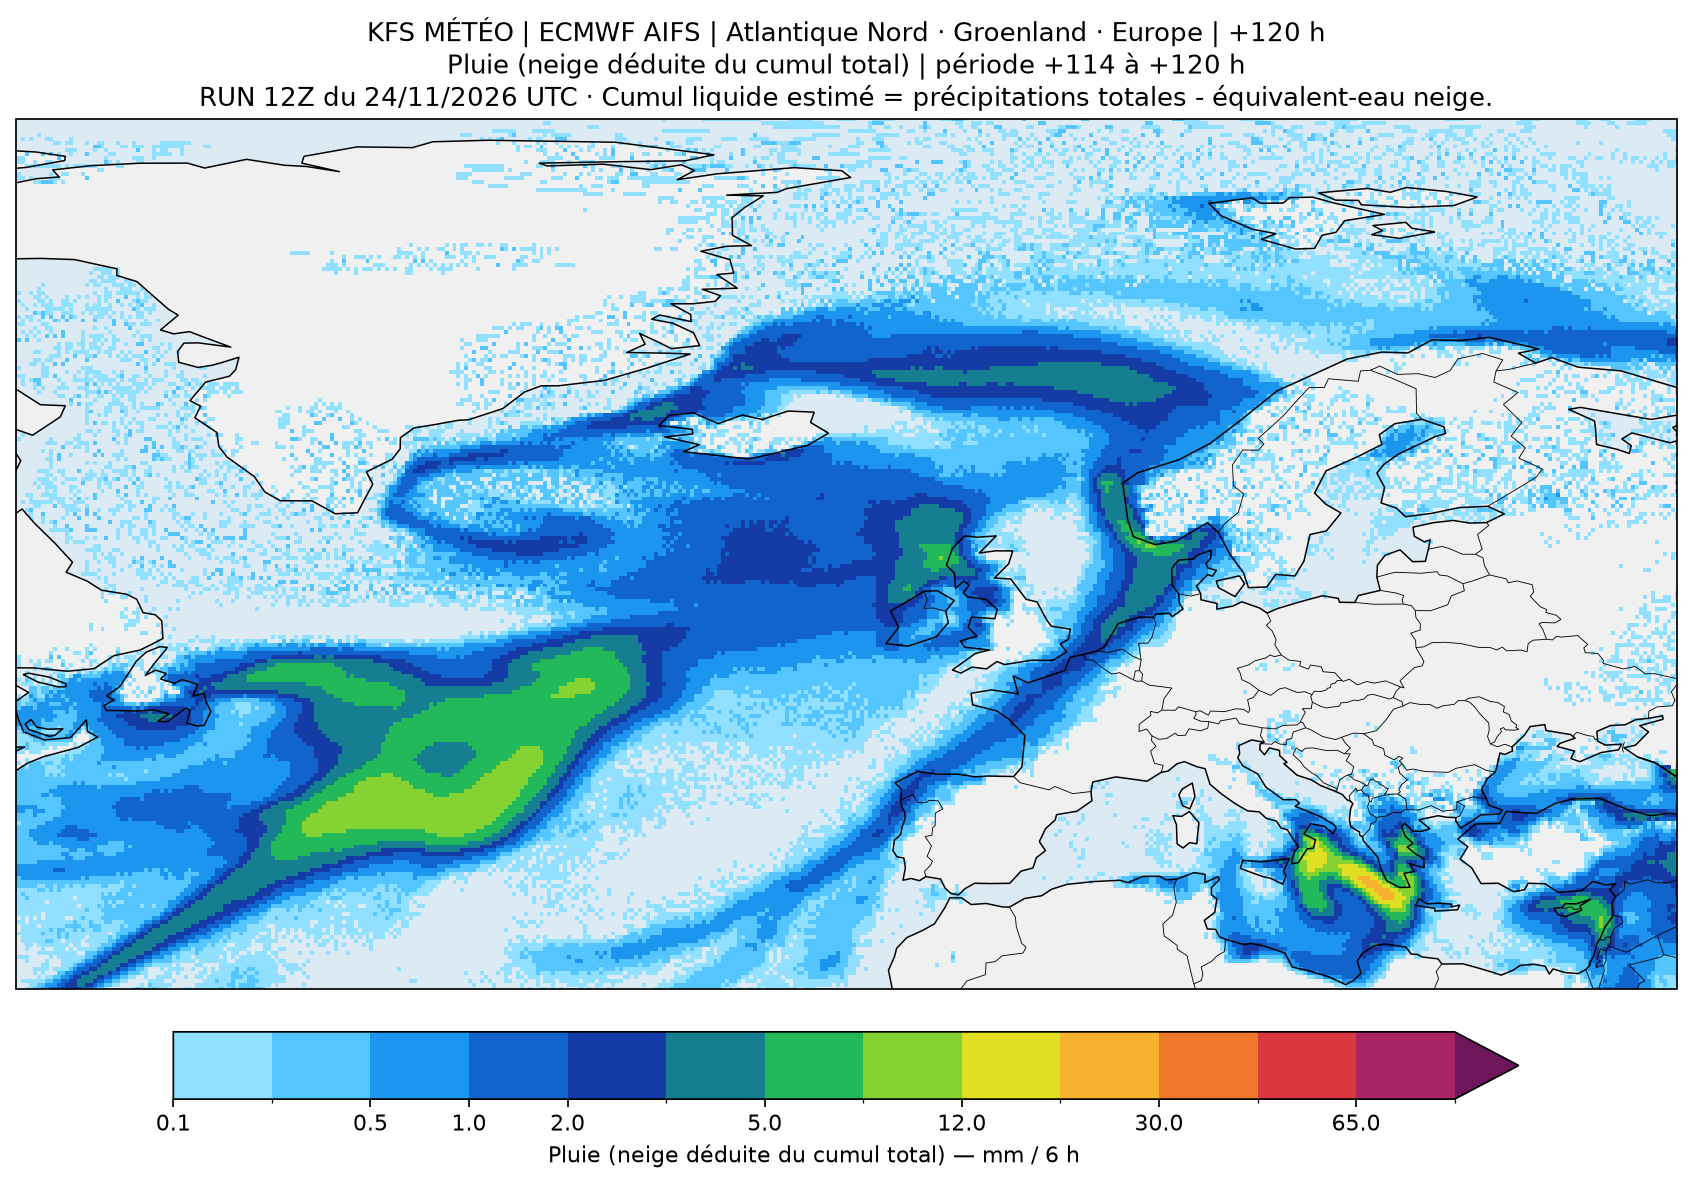 KFS MÉTÉO | ECMWF AIFS | Atlantique Nord · Groenland · Europe | +120 h
Pluie (neige déduite du cumul total) | période +114 à +120 h
RUN 12Z du 24/11/2026 UTC · Cumul liquide estimé = précipitations totales - équivalent-eau neige.
0.1 0.5 1.0 2.0 5.0 12.0 30.0 65.0
Pluie (neige déduite du cumul total) — mm / 6 h